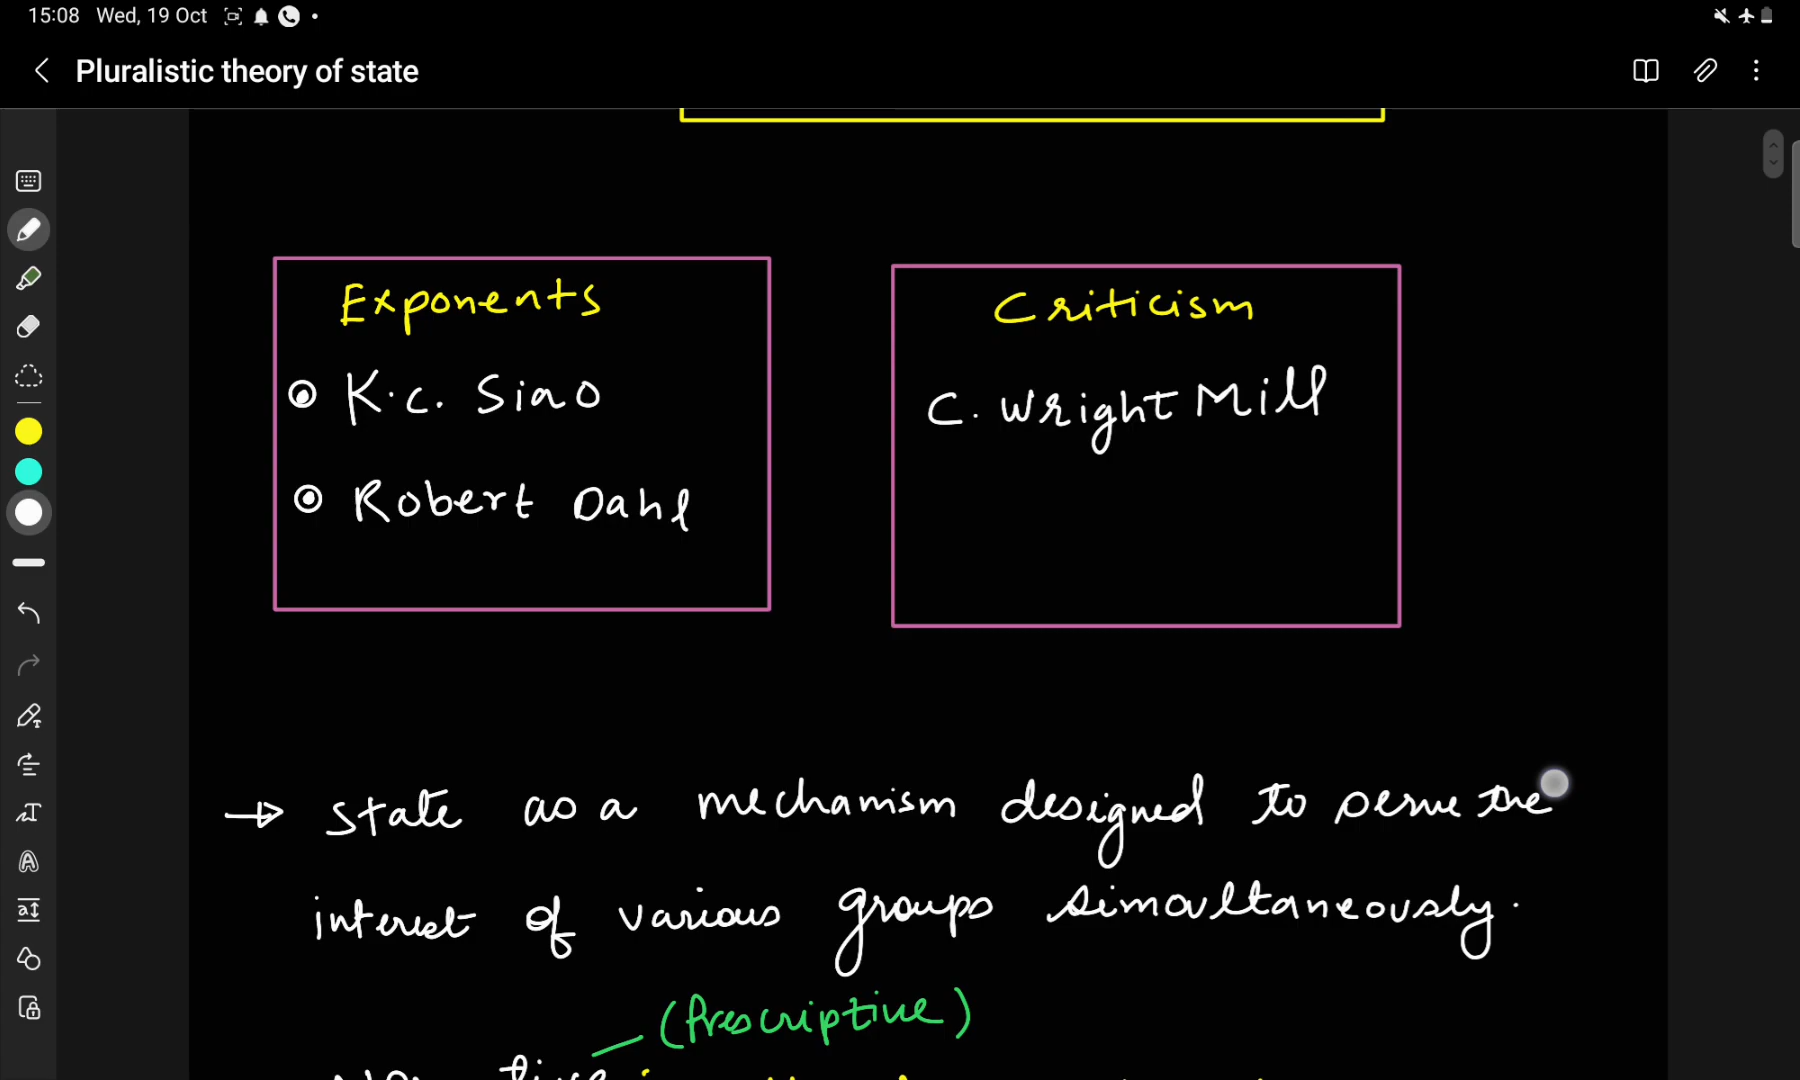 15:08 Wed, 19 Oct
Pluralistic theory of state
Exponents
K.C. Siao
Robert Dahl
Criticism
C. Wright Mill
→ State as a mechanism designed to serve the
interest of various groups simoultaneously.
(Prescriptive)